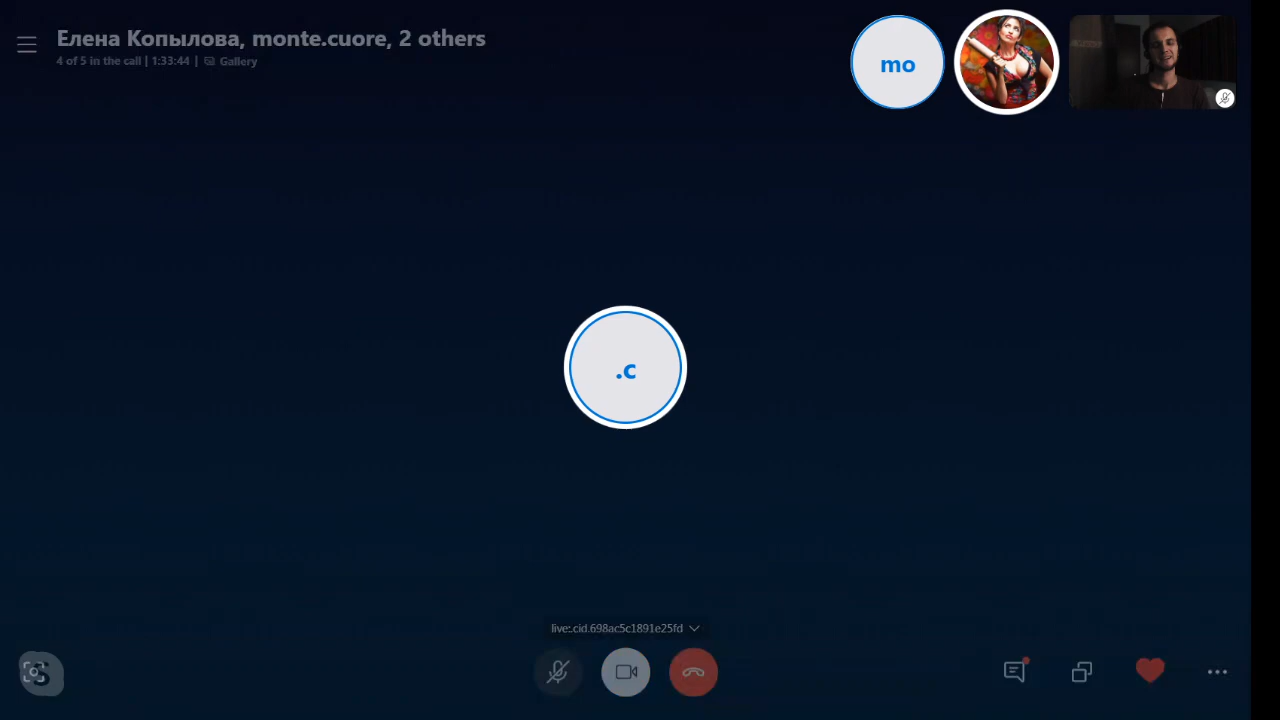 Елена Копылова, monte.cuore, 2 others
4 of 5 in the call | 1:33:44 | Gallery
mo
.c
live:.cid.698ac5c1891e25fd
S